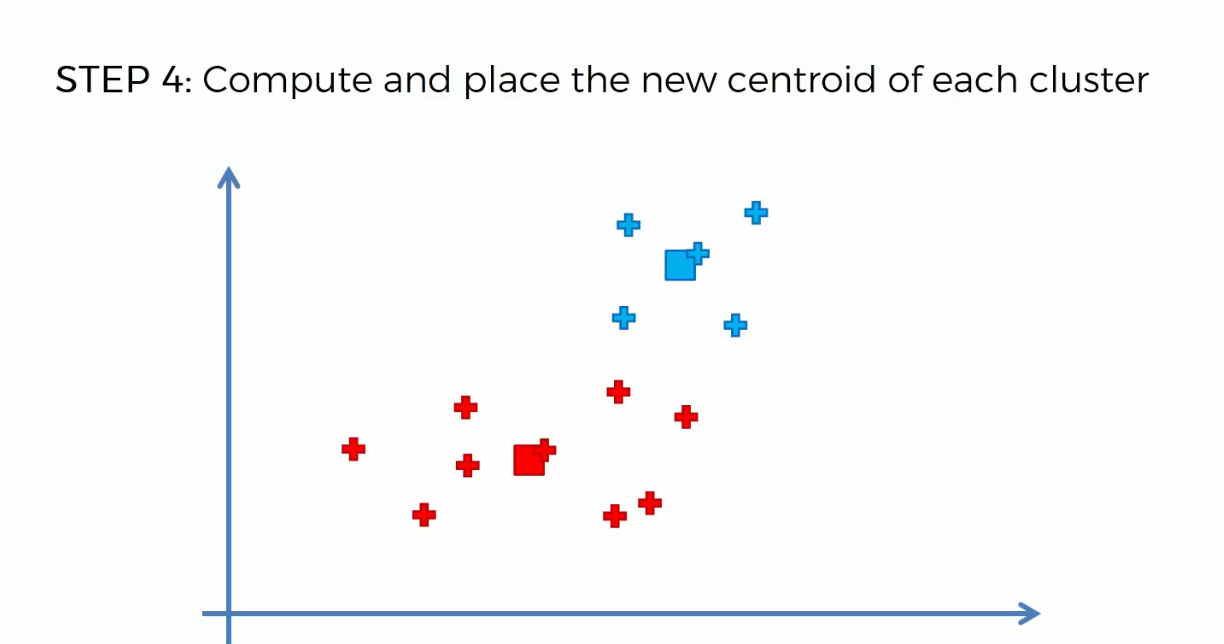 STEP 4: Compute and place the new centroid of each cluster